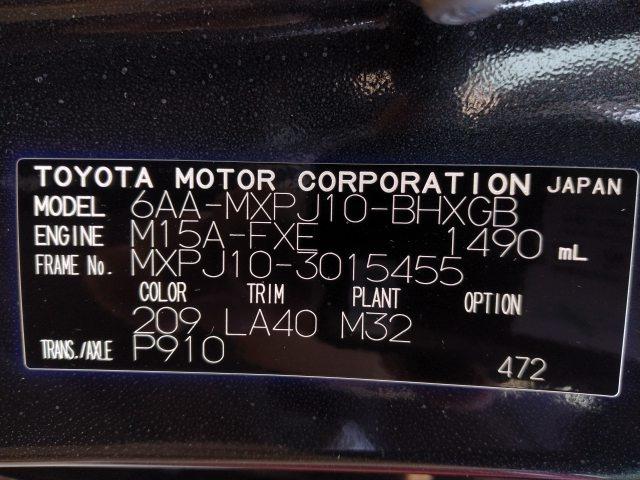 TOYOTA MOTOR CORPORATION JAPAN
MODEL 6AA-MXPJ10-BHXGB
ENGINE M15A-FXE 1490 mL
FRAME No. MXPJ10-3015455
COLOR TRIM PLANT OPTION
209 LA40 M32
TRANS./AXLE P910
472